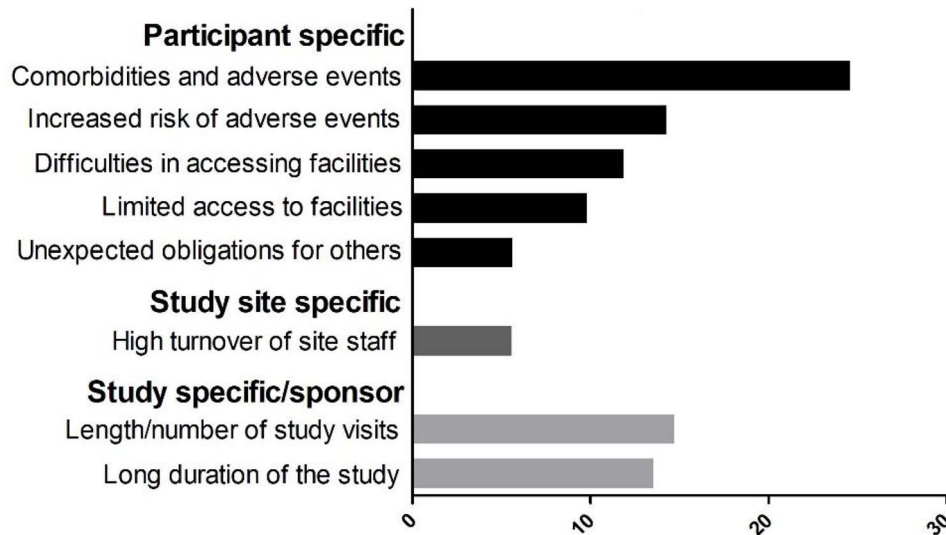 Participant specific
Comorbidities and adverse events
Increased risk of adverse events
Difficulties in accessing facilities
Limited access to facilities
Unexpected obligations for others
Study site specific
High turnover of site staff
Study specific/sponsor
Length/number of study visits
Long duration of the study
0 10 20 30